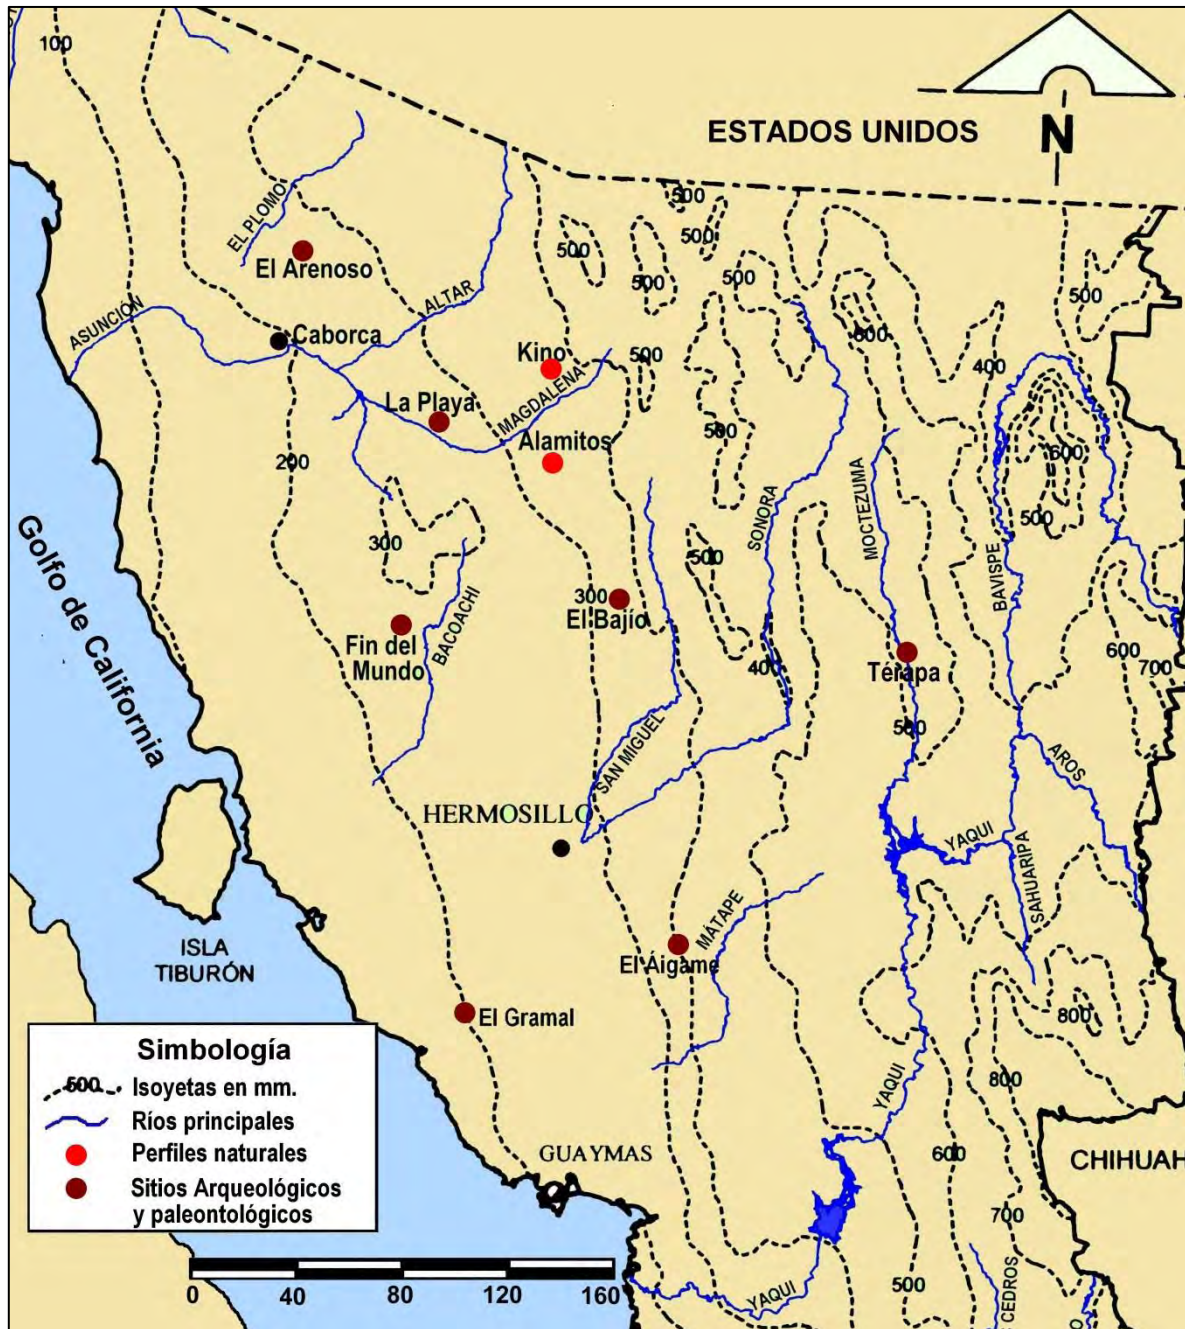 100
ESTADOS UNIDOS
N
EL PLOMO
El Arenoso
500
500
500
500
500
500
ASUNCIÓN
ALTAR
Caborca
600
400
Kino
500
MAGDALENA
La Playa
Alamitos
200
500
600
500
SONORA
MOCTEZUMA
BAVISPE
300
500
Golfo de California
BACOACHI
300
El Bajío
Fin del
Mundo
400
Térapa
600
700
500
SAN MIGUEL
AROS
HERMOSILLO
YAQUI
SAHUARIPA
MÁTAPE
ISLA
TIBURÓN
El Áigame
El Gramal
800
800
YAQUI
GUAYMAS
600
CHIHUAH
700
500
CEDROS
YAQUI
Simbología
500 Isoyetas en mm.
Ríos principales
Perfiles naturales
Sitios Arqueológicos
y paleontológicos
0 40 80 120 160